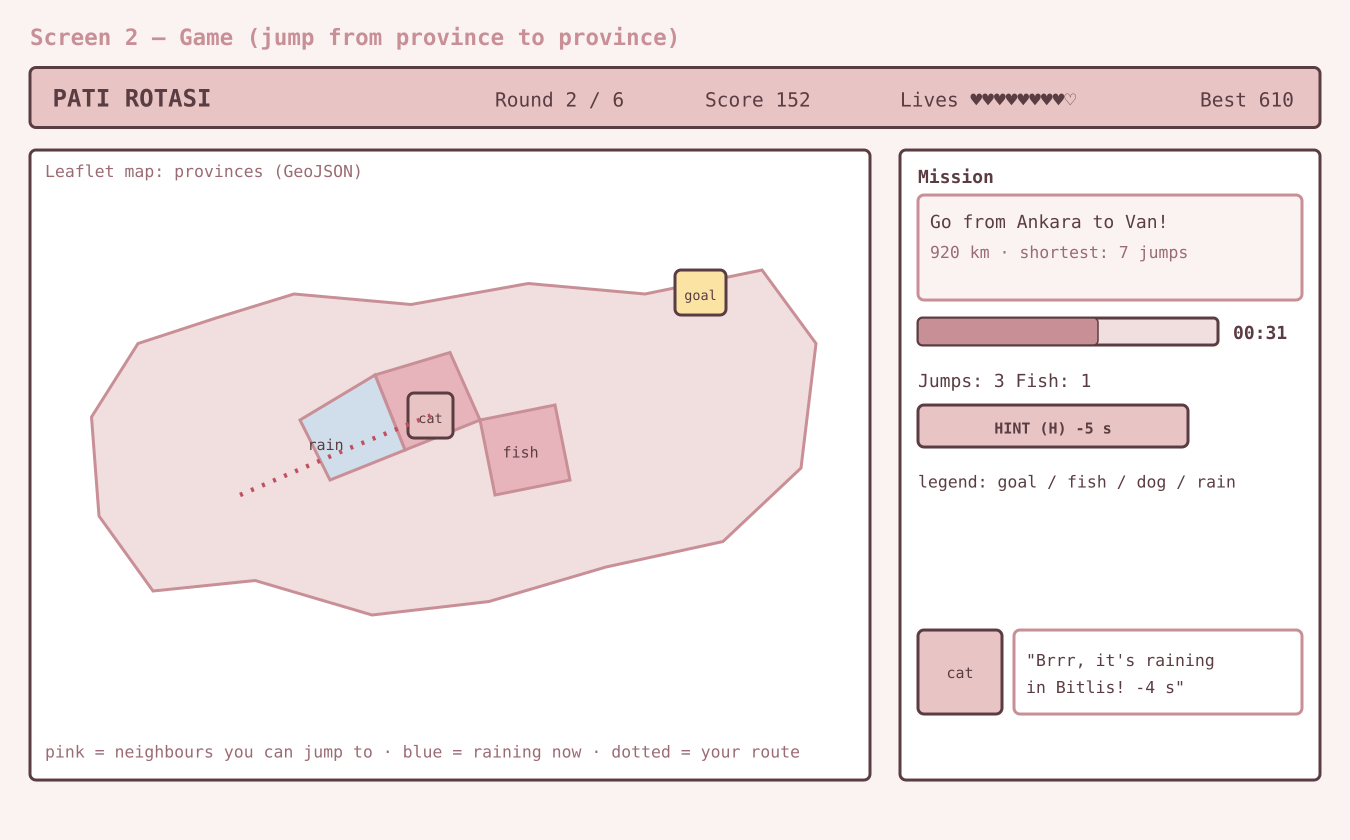 Screen 2 — Game (jump from province to province)
PATI ROTASI Round 2 / 6 Score 152 Lives ♥♥♥♥♥♥♥♥♡ Best 610
Leaflet map: provinces (GeoJSON)
goal
cat
rain
fish
pink = neighbours you can jump to · blue = raining now · dotted = your route
Mission
Go from Ankara to Van!
920 km · shortest: 7 jumps
00:31
Jumps: 3 Fish: 1
HINT (H) -5 s
legend: goal / fish / dog / rain
cat
"Brrr, it's raining
in Bitlis! -4 s"